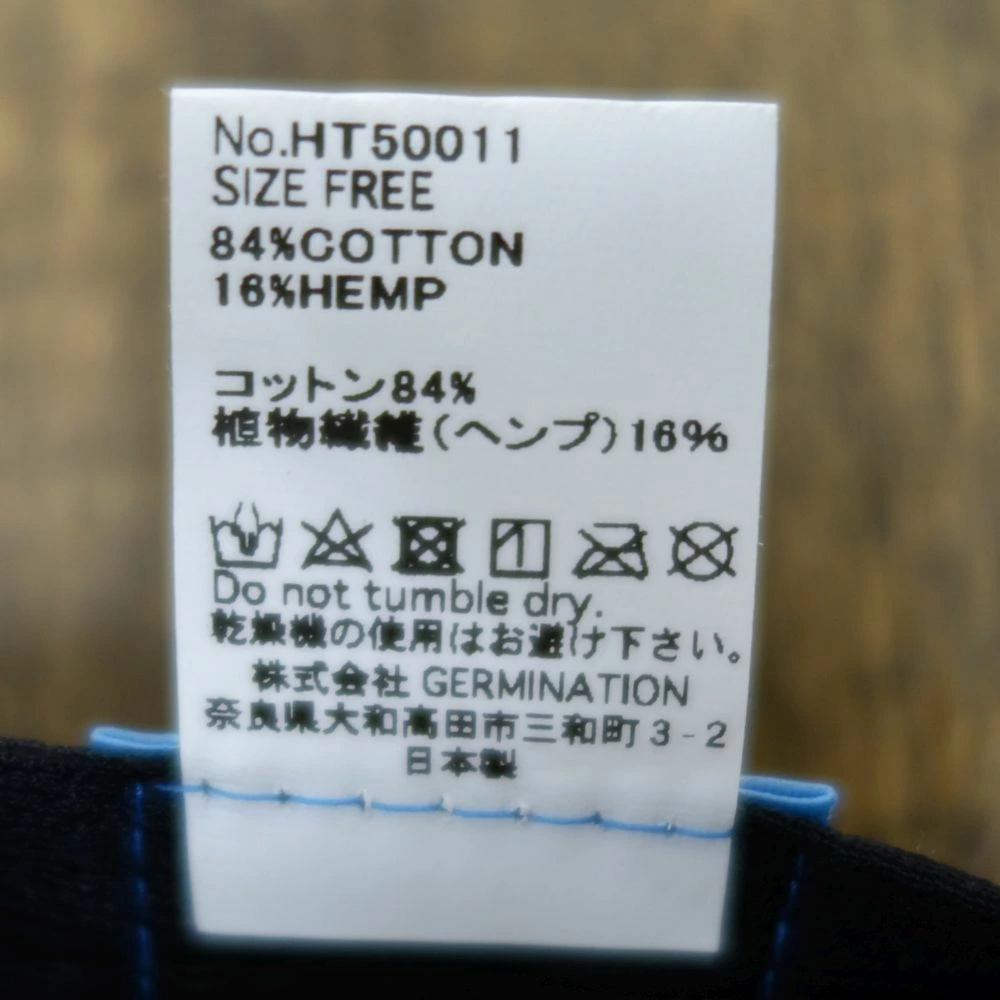 No.HT50011
SIZE FREE
84%COTTON
16%HEMP
コットン84%
植物繊維(ヘンプ)16%
Do not tumble dry.
乾燥機の使用はお避け下さい。
株式会社 GERMINATION
奈良県大和高田市三和町3-2
日本製